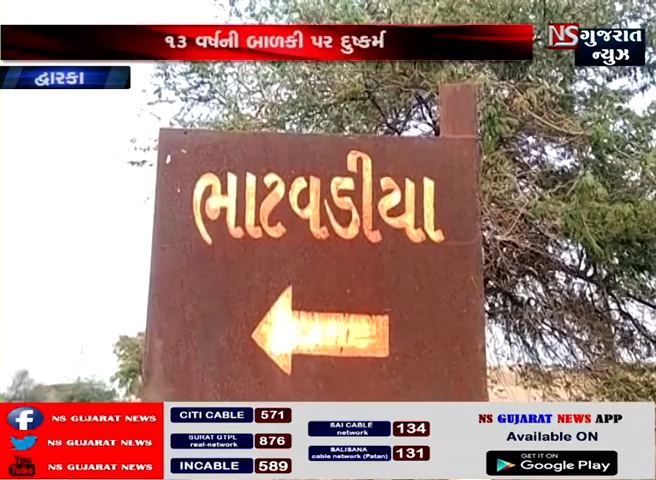 ૧૩ વર્ષની બાળકી પર દુષ્કર્મ
NS ગુજરાત
ન્યુઝ
દ્વારકા
ભાટવડીયા
NS GUJARAT NEWS
NS GUJARAT NEWS
You Tube NS GUJARAT NEWS
CITI CABLE 571
SURAT GTPL real-network 876
INCABLE 589
SAI CABLE network 134
BALISANA cable network (Patan) 131
NS GUJARAT NEWS APP
Available ON
GET IT ON
Google Play